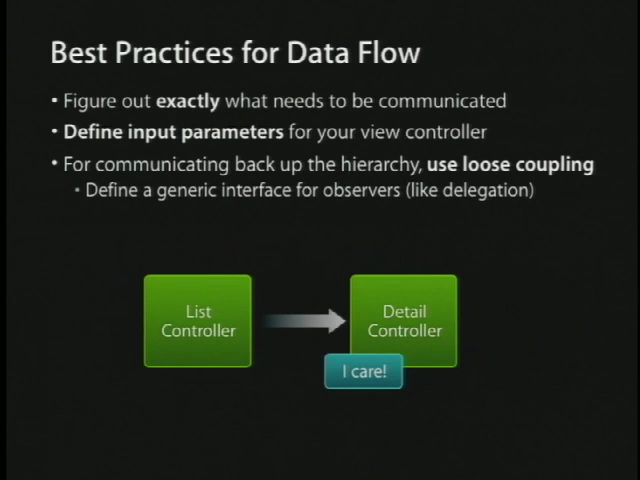 Best Practices for Data Flow
• Figure out exactly what needs to be communicated
• Define input parameters for your view controller
• For communicating back up the hierarchy, use loose coupling
• Define a generic interface for observers (like delegation)
List
Controller
Detail
Controller
I care!